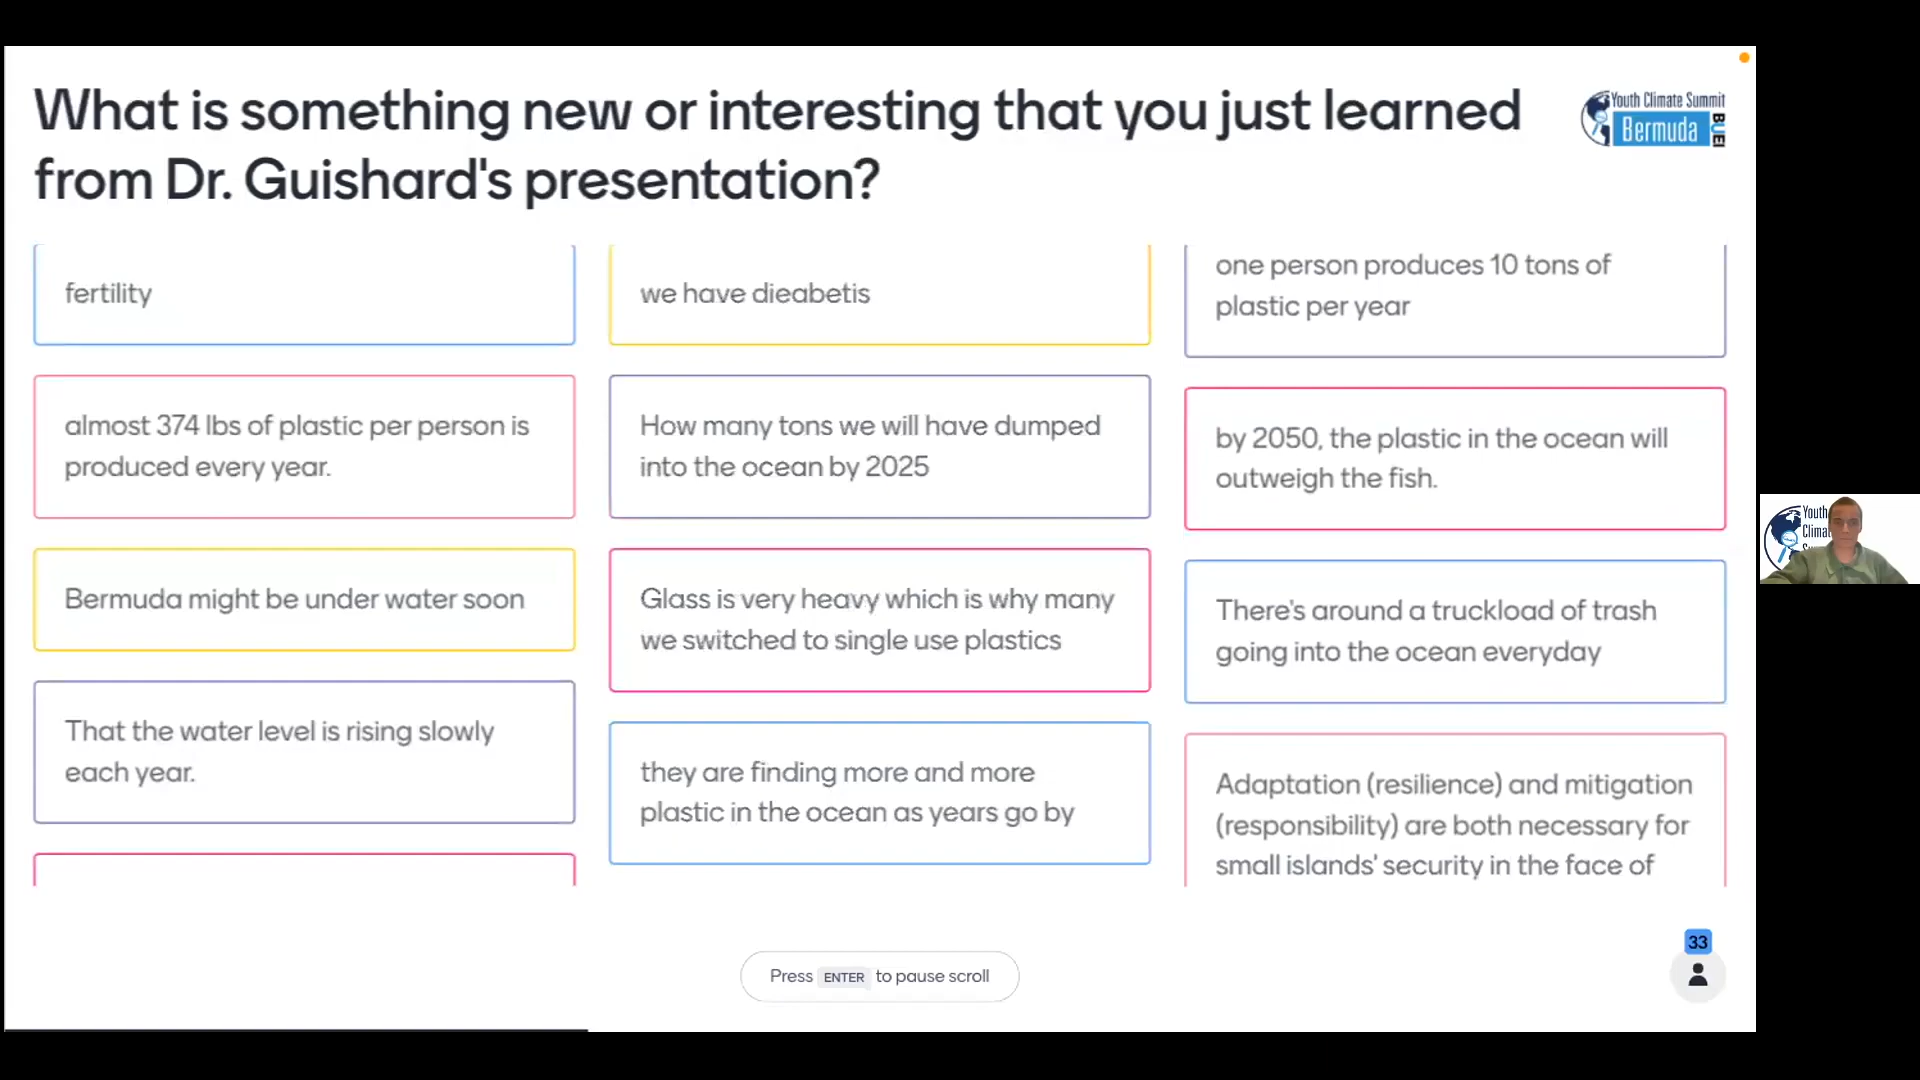 What is something new or interesting that you just learned
from Dr. Guishard's presentation?
Youth Climate Summit
Bermuda
BUEI
fertility
almost 374 lbs of plastic per person is
produced every year.
Bermuda might be under water soon
That the water level is rising slowly
each year.
we have dieabetis
How many tons we will have dumped
into the ocean by 2025
Glass is very heavy which is why many
we switched to single use plastics
they are finding more and more
plastic in the ocean as years go by
one person produces 10 tons of
plastic per year
by 2050, the plastic in the ocean will
outweigh the fish.
There's around a truckload of trash
going into the ocean everyday
Adaptation (resilience) and mitigation
(responsibility) are both necessary for
small islands' security in the face of
Press ENTER to pause scroll
33
Youth